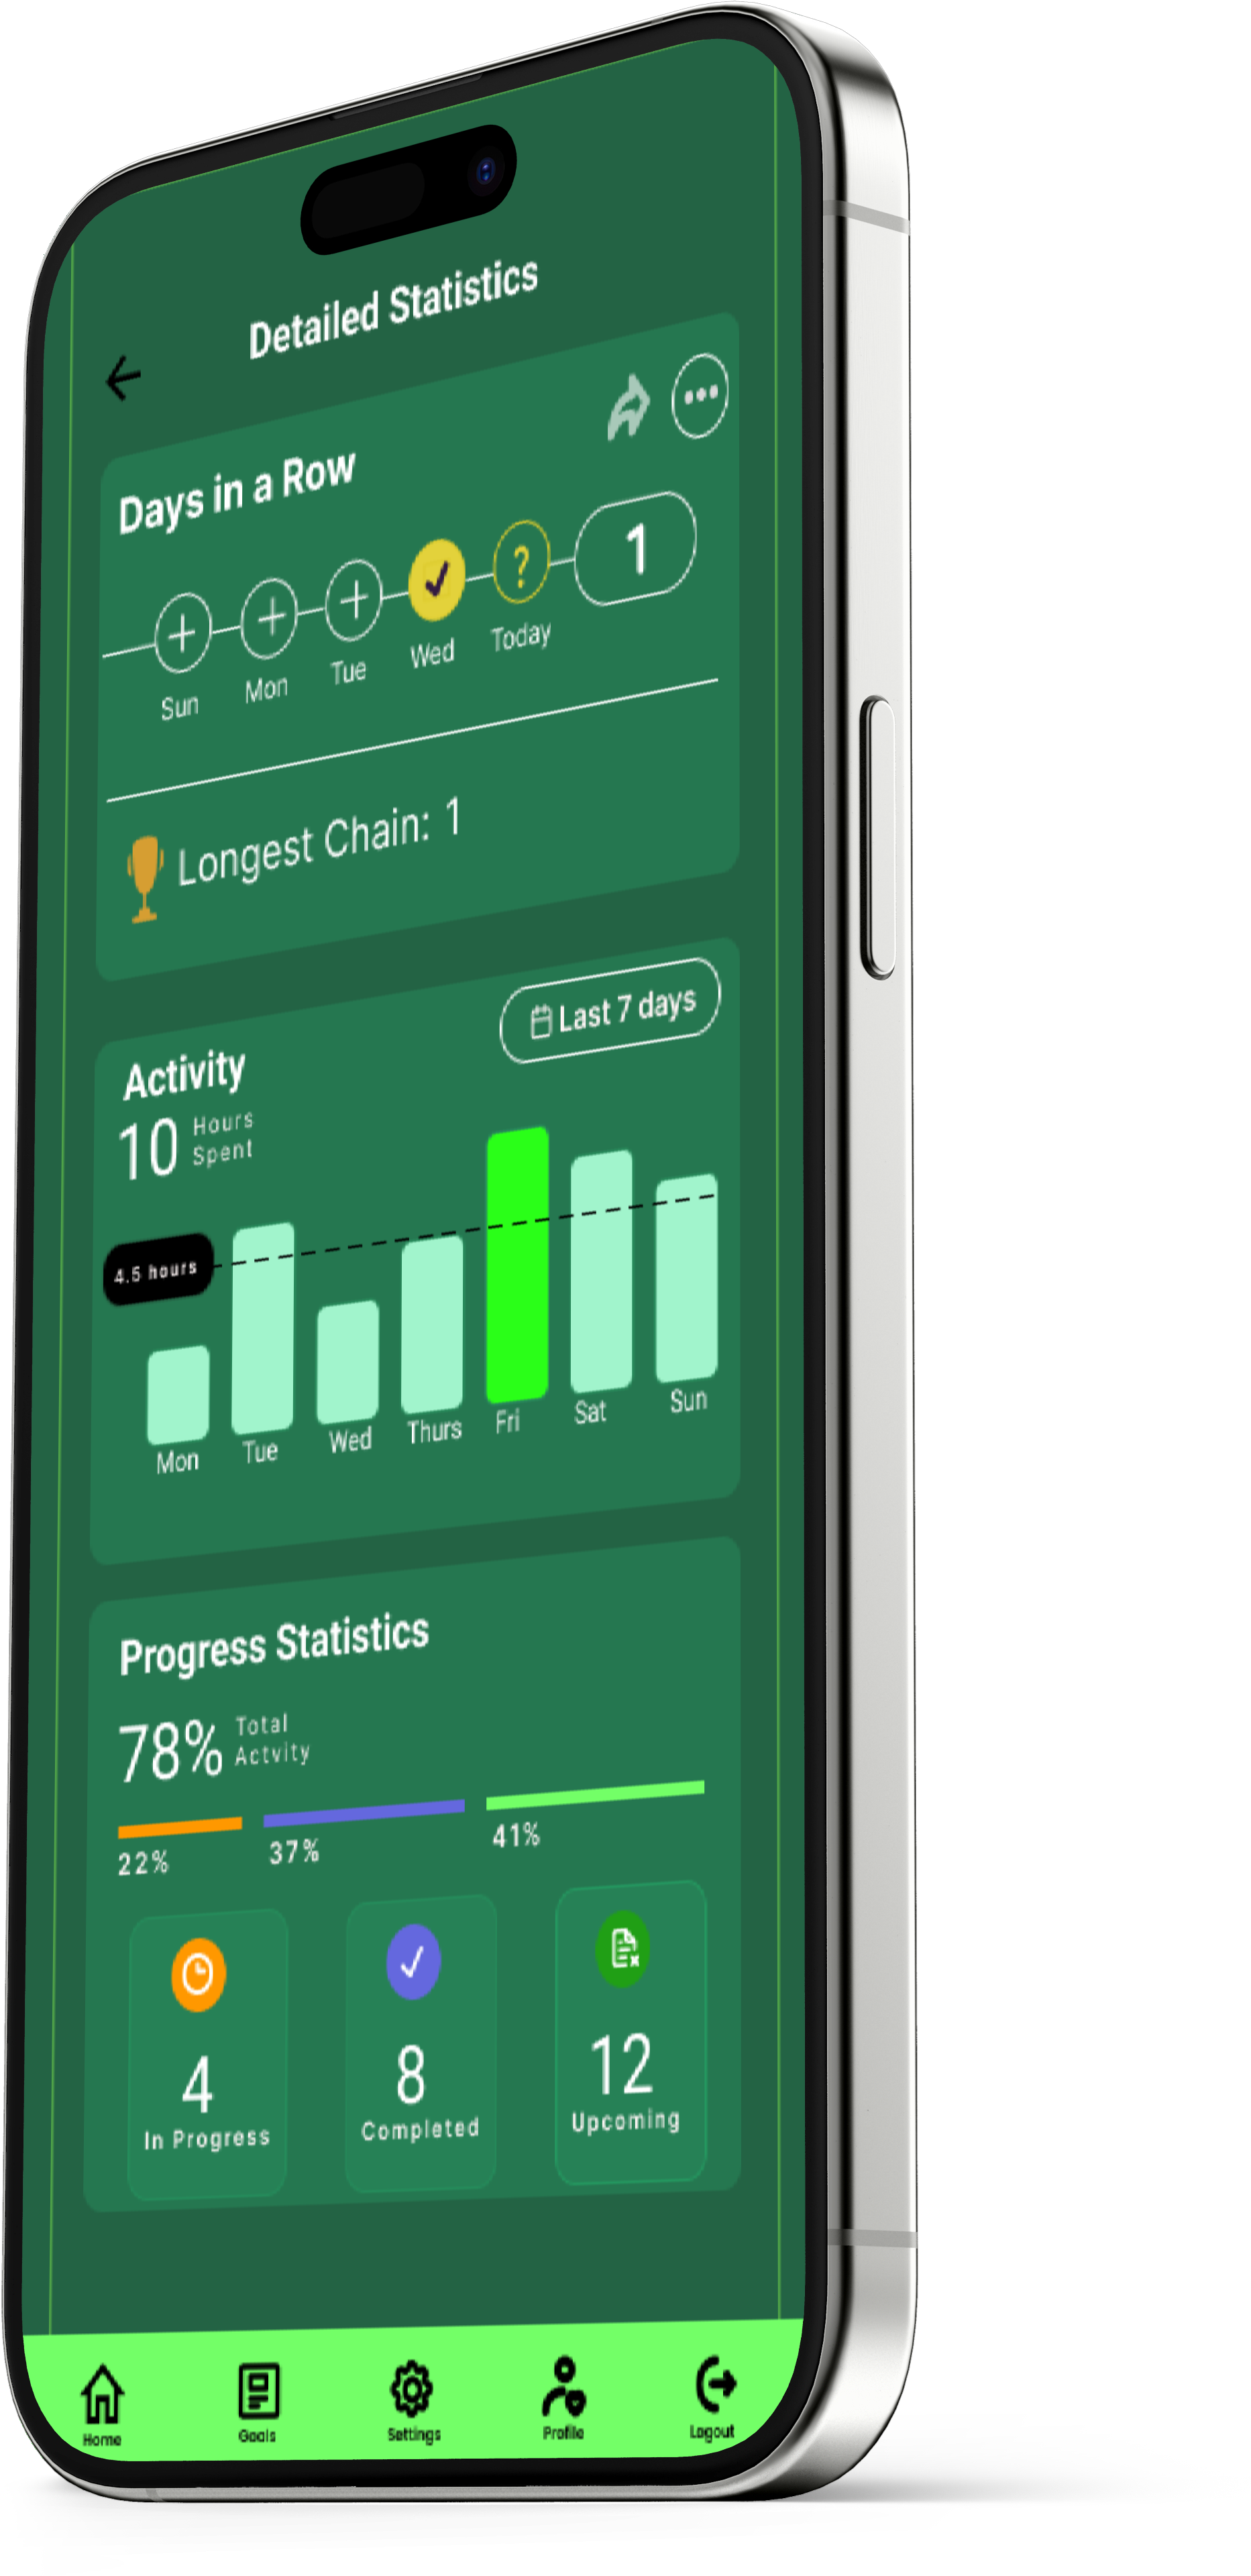 Detailed Statistics
Days in a Row
?
1
Sun Mon Tue Wed Today
Longest Chain: 1
Last 7 days
Activity
10 Hours
Spent
4.5 hours
Mon Tue Wed Thurs Fri Sat Sun
Progress Statistics
78% Total
Actvity
22% 37% 41%
4 8 12
In Progress Completed Upcoming
Home Goals Settings Profile Logout